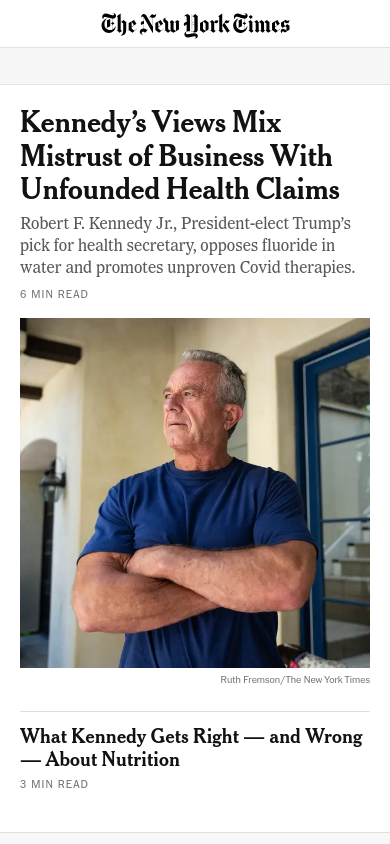 The New York Times
Kennedy’s Views Mix
Mistrust of Business With
Unfounded Health Claims
Robert F. Kennedy Jr., President-elect Trump’s
pick for health secretary, opposes fluoride in
water and promotes unproven Covid therapies.
6 MIN READ
Ruth Fremson/The New York Times
What Kennedy Gets Right — and Wrong
— About Nutrition
3 MIN READ